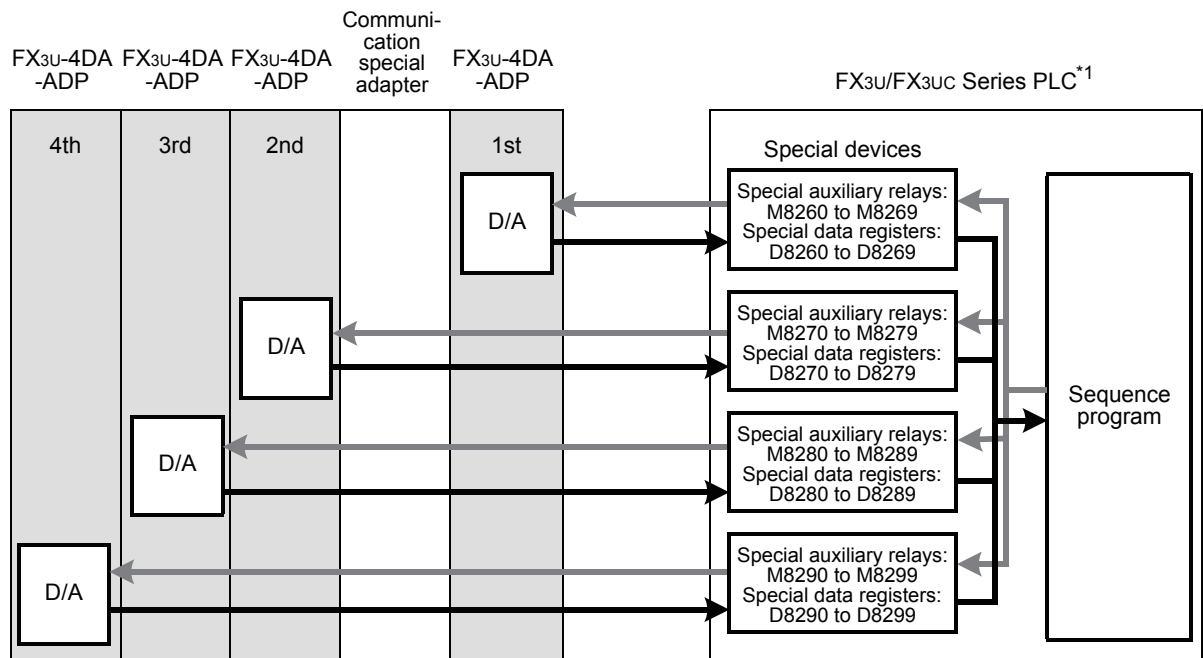 FX3U-4DA
-ADP
FX3U-4DA
-ADP
FX3U-4DA
-ADP
Communi-
cation
special
adapter
FX3U-4DA
-ADP
FX3U/FX3UC Series PLC*1
4th
3rd
2nd
1st
Special devices
D/A
Special auxiliary relays:
M8260 to M8269
Special data registers:
D8260 to D8269
D/A
Special auxiliary relays:
M8270 to M8279
Special data registers:
D8270 to D8279
D/A
Special auxiliary relays:
M8280 to M8289
Special data registers:
D8280 to D8289
D/A
Special auxiliary relays:
M8290 to M8299
Special data registers:
D8290 to D8299
Sequence
program